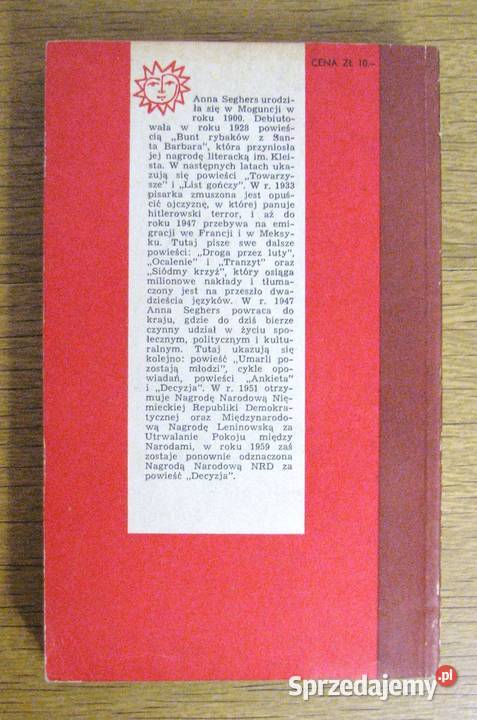 CENA ZŁ 10.-
Anna Seghers urodzi-
ła się w Moguncji w
roku 1900. Debiuto-
wała w roku 1928 powieś-
cią „Bunt rybaków z San-
ta Barbara”, która przyniosła
jej nagrodę literacką im. Klei-
sta. W następnych latach uka-
zują się powieści „Towarzy-
sze” i „List gończy”. W r. 1933
pisarka zmuszona jest opuś-
cić ojczyznę, w której panuje
hitlerowski terror, i aż do
roku 1947 przebywa na emi-
gracji we Francji i w Meksy-
ku. Tutaj pisze swe dalsze
powieści: „Droga przez luty”,
„Ocalenie” i „Tranzyt” oraz
„Siódmy krzyż”, który osiąga
milionowe nakłady i tłuma-
czony jest na przeszło dwa-
dzieścia języków. W r. 1947
Anna Seghers powraca do
kraju, gdzie do dziś bierze
czynny udział w życiu spo-
łecznym, politycznym i kultu-
ralnym. Tutaj ukazują się
kolejno: powieść „Umarli po-
zostają młodzi”, cykle opo-
wiadań, powieści „Ankieta”
i „Decyzja”. W r. 1951 otrzy-
muje Nagrodę Narodową Nie-
mieckiej Republiki Demokra-
tycznej oraz Międzynarodo-
wą Nagrodę Leninowską za
Utrwalanie Pokoju między
Narodami, w roku 1959 zaś
zostaje ponownie odznaczona
Nagrodą Narodową NRD za
powieść „Decyzja”.
Sprzedajemy.pl